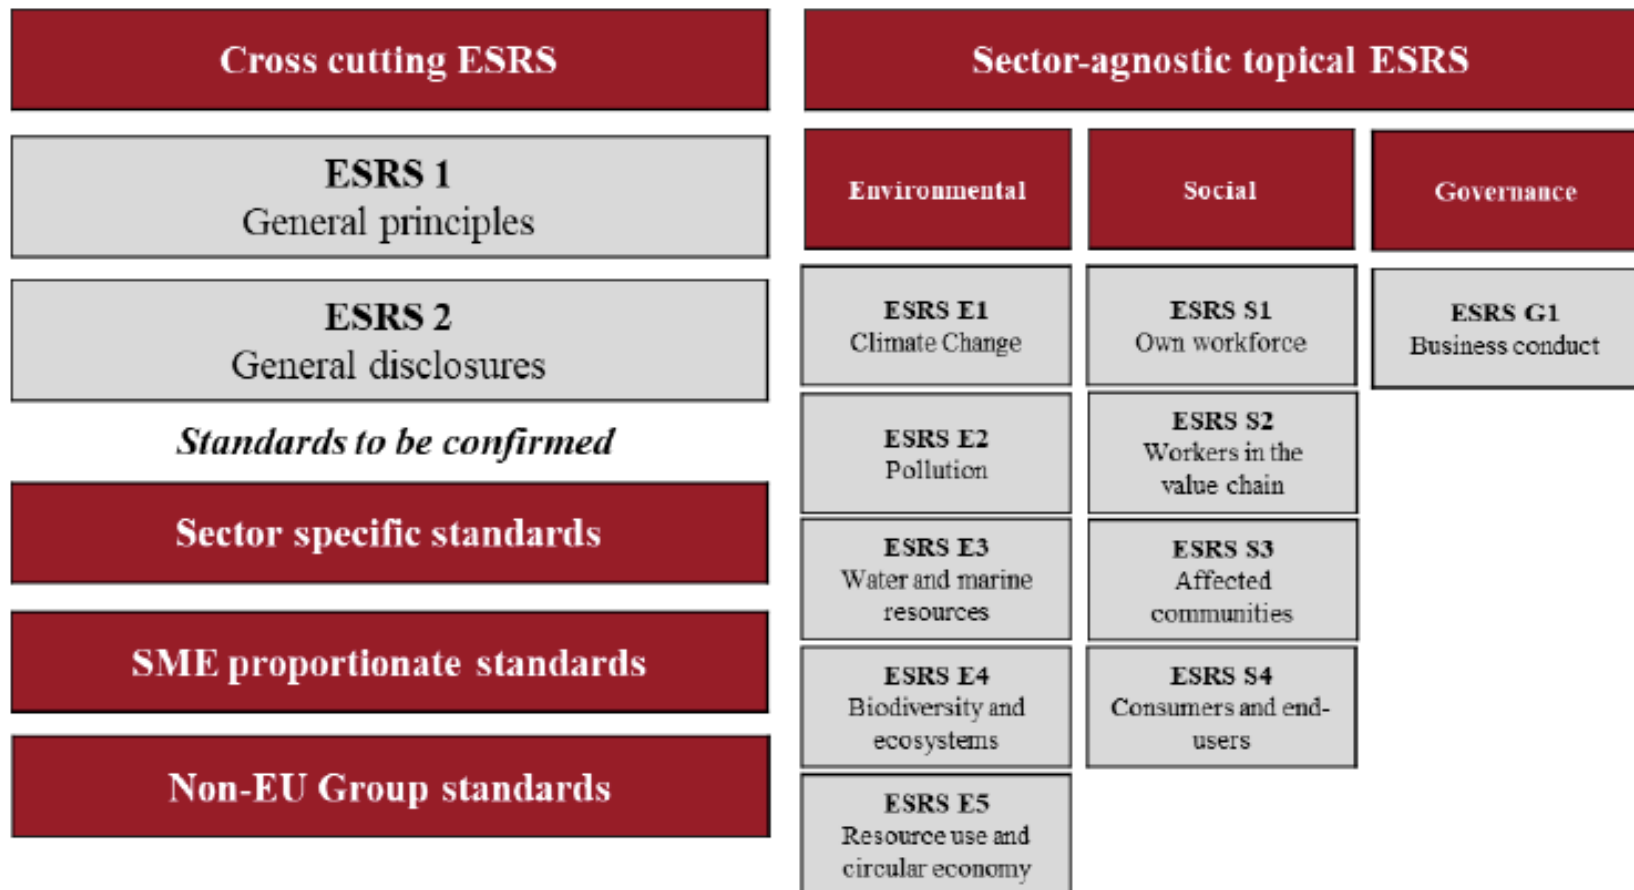 Cross cutting ESRS
ESRS 1
General principles
ESRS 2
General disclosures
Standards to be confirmed
Sector specific standards
SME proportionate standards
Non-EU Group standards
Sector-agnostic topical ESRS
Environmental
Social
Governance
ESRS E1
Climate Change
ESRS E2
Pollution
ESRS E3
Water and marine
resources
ESRS E4
Biodiversity and
ecosystems
ESRS E5
Resource use and
circular economy
ESRS S1
Own workforce
ESRS S2
Workers in the
value chain
ESRS S3
Affected
communities
ESRS S4
Consumers and end-
users
ESRS G1
Business conduct